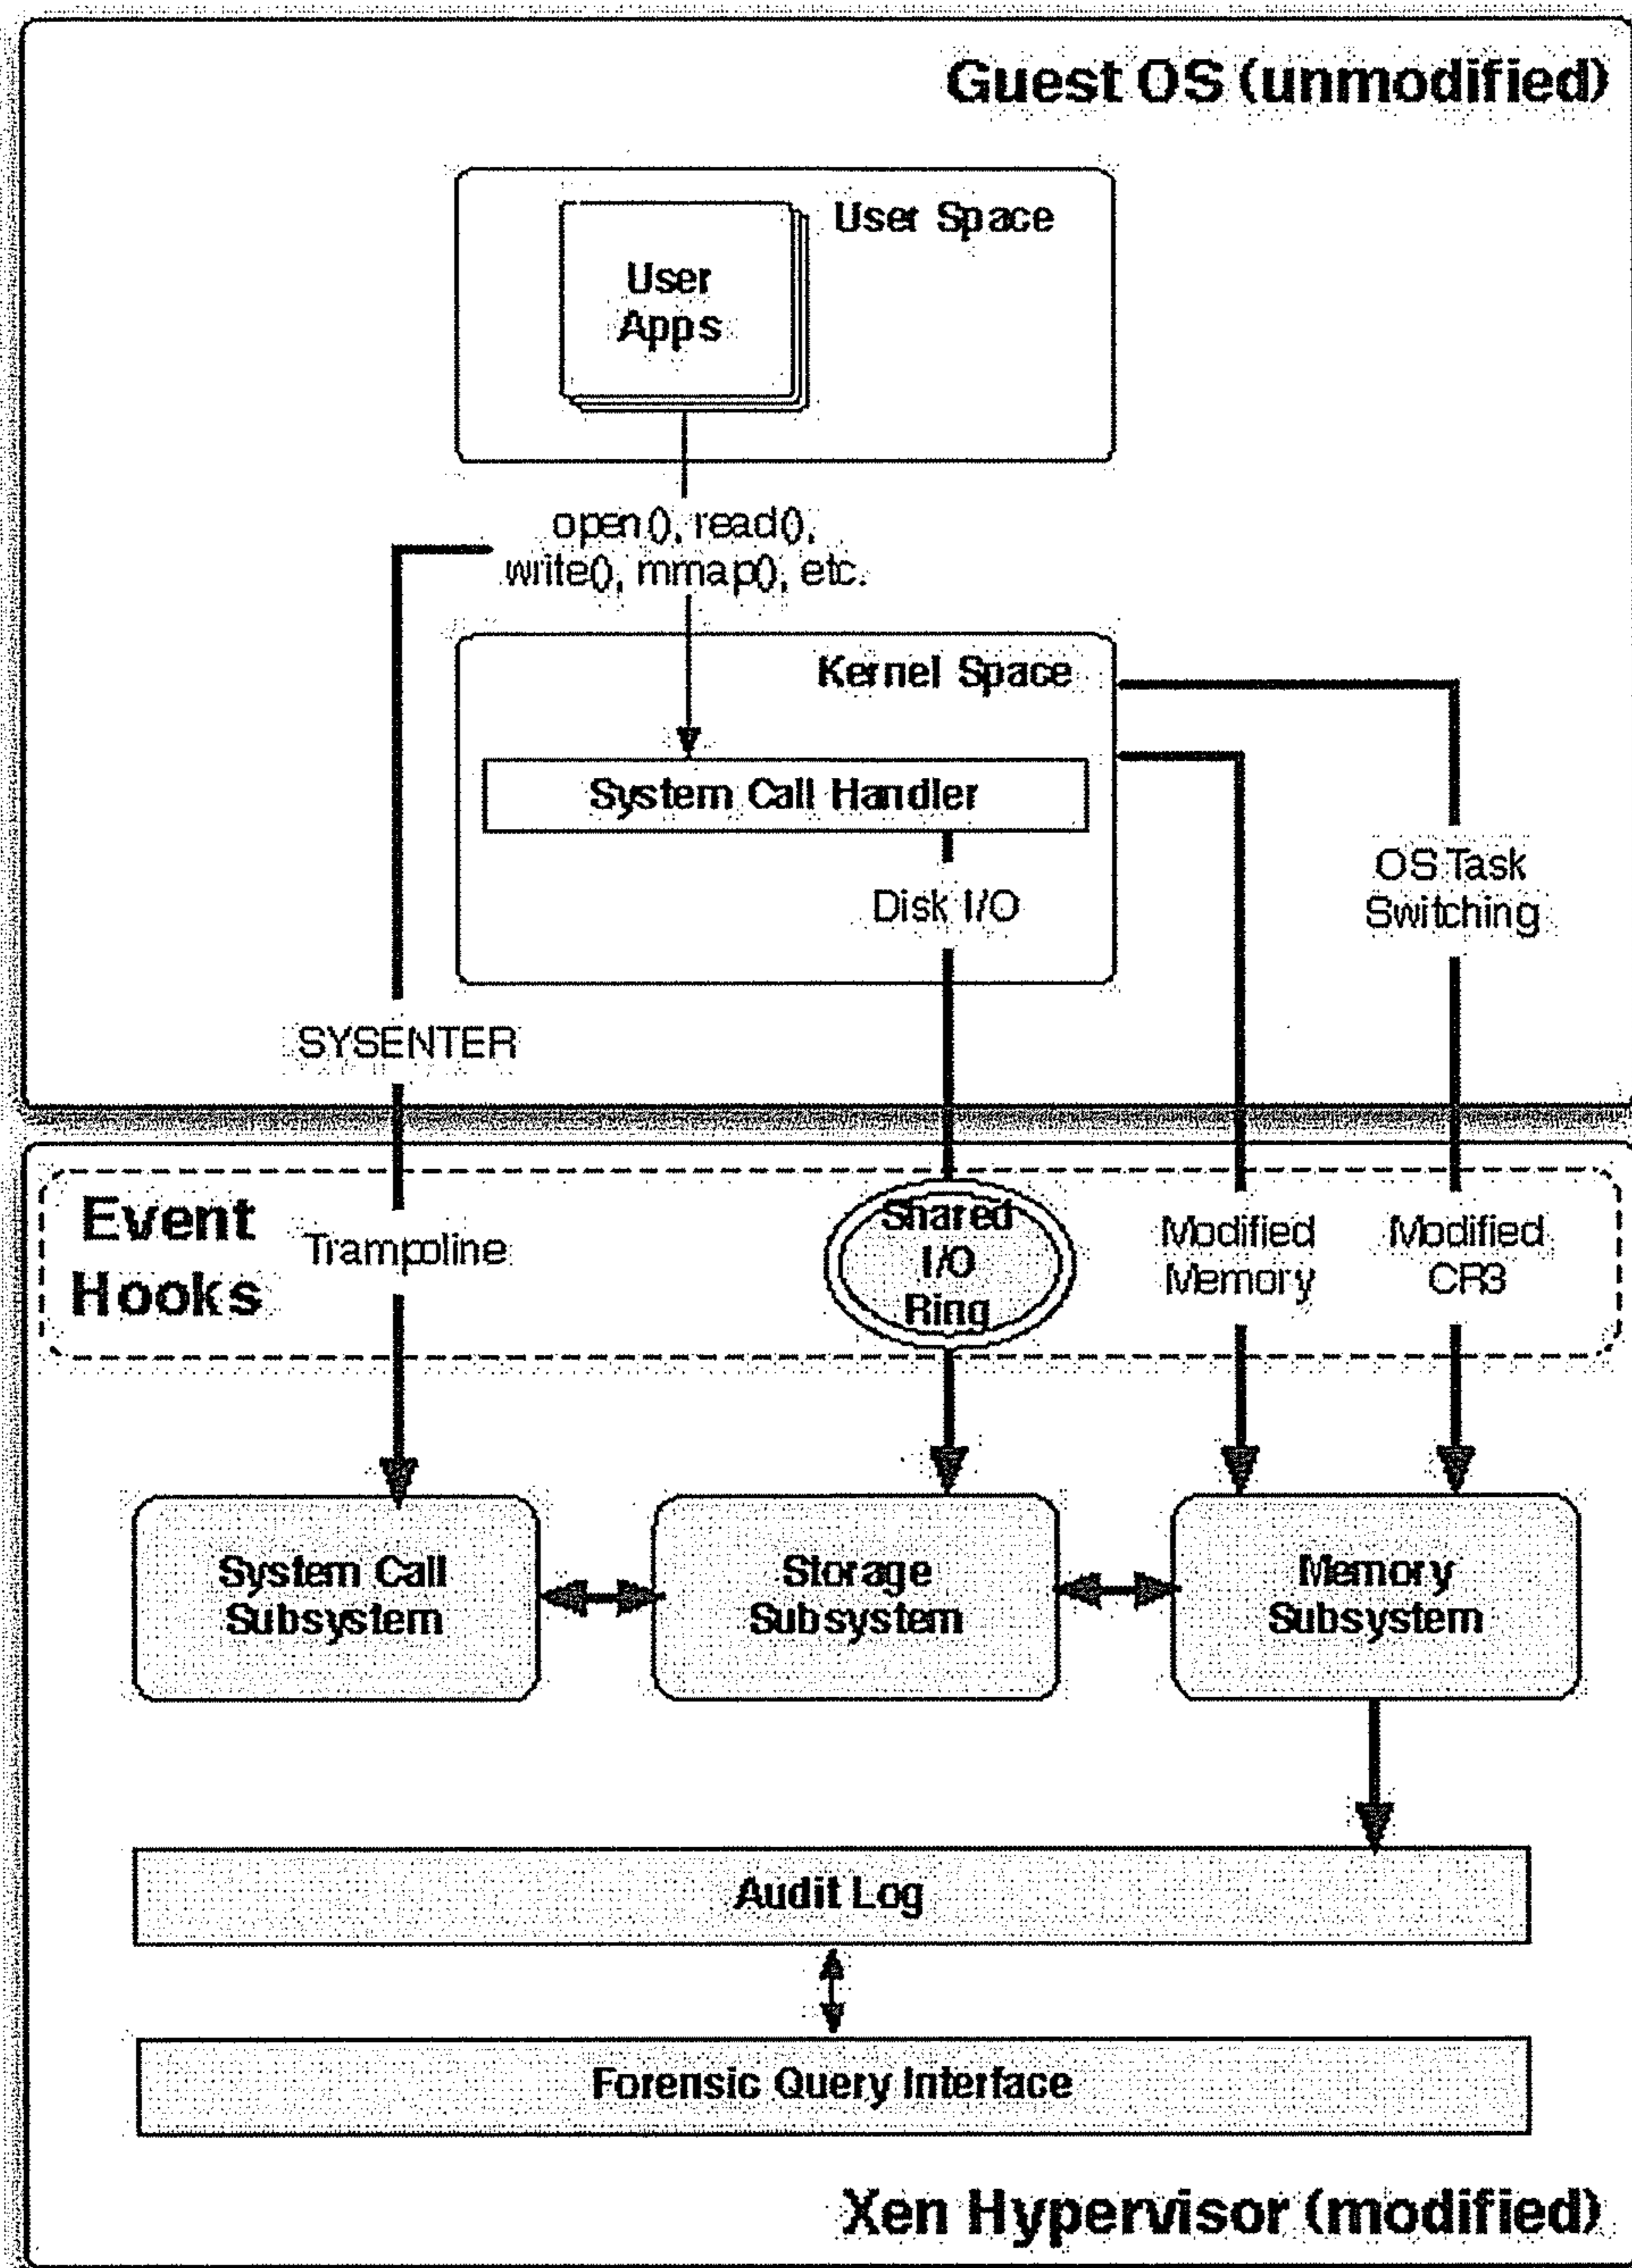 Guest OS (unmodified)
User Space
User
Apps
open(), read(),
write(), mmap(), etc.
Kernel Space
System Call Handler
Disk I/O
OS Task
Switching
SYSENTER
Event
Hooks
Trampoline
Shared
I/O
Ring
Modified
Memory
Modified
CR3
System Call
Subsystem
Storage
Subsystem
Memory
Subsystem
Audit Log
Forensic Query Interface
Xen Hypervisor (modified)